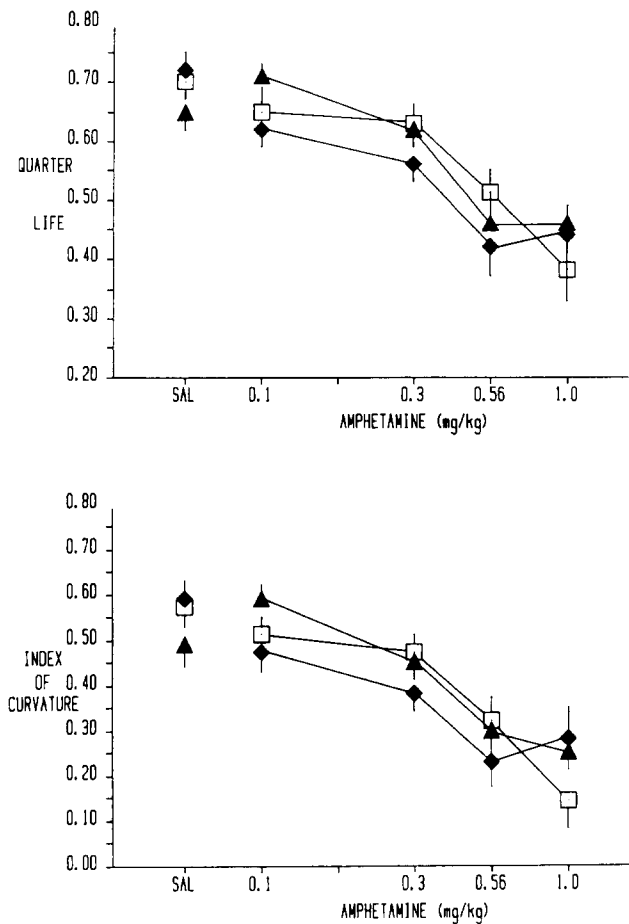 0.80
0.70
0.60
QUARTER
0.50
LIFE
0.40
0.30
0.20
SAL 0.1 0.3 0.56 1.0
AMPHETAMINE (mg/kg)
0.80
0.70
0.60
0.50
INDEX
OF 0.40
CURVATURE
0.30
0.20
0.10
0.00
SAL 0.1 0.3 0.56 1.0
AMPHETAMINE (mg/kg)